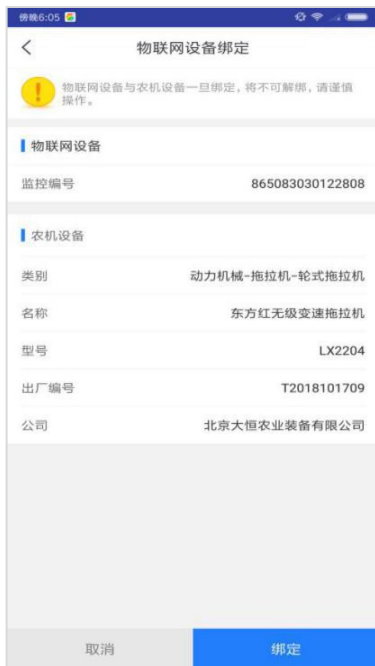 傍晚6:05
物联网设备绑定
物联网设备与农机设备一旦绑定，将不可解绑，请谨慎
操作。
物联网设备
监控编号 865083030122808
农机设备
类别 动力机械-拖拉机-轮式拖拉机
名称 东方红无级变速拖拉机
型号 LX2204
出厂编号 T2018101709
公司 北京大恒农业装备有限公司
取消 绑定